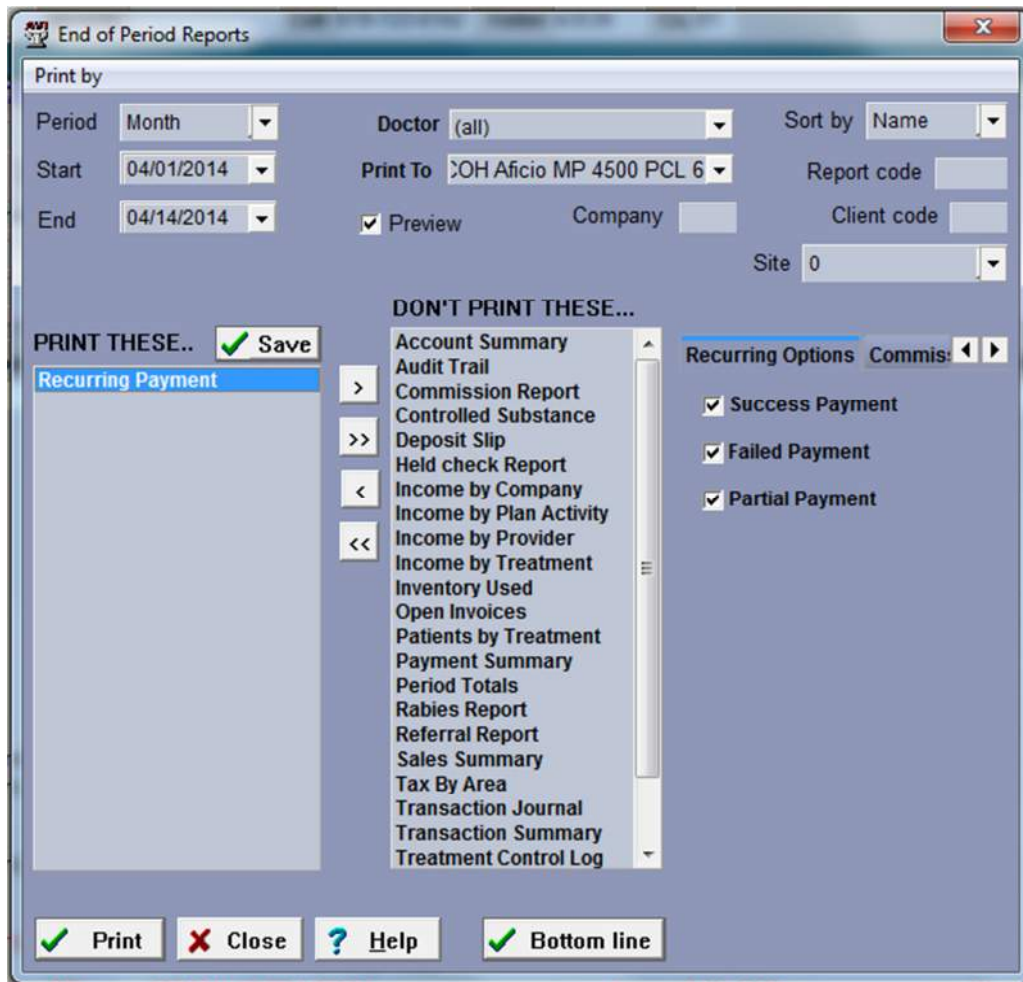 End of Period Reports
Print by
Period Month Doctor (all) Sort by Name
Start 04/01/2014 Print To COH Aficio MP 4500 PCL 6 Report code
End 04/14/2014 Preview Company Client code
Site 0
DON'T PRINT THESE...
PRINT THESE.. Save
Recurring Payment
>
>>
<
<<
Account Summary
Audit Trail
Commission Report
Controlled Substance
Deposit Slip
Held check Report
Income by Company
Income by Plan Activity
Income by Provider
Income by Treatment
Inventory Used
Open Invoices
Patients by Treatment
Payment Summary
Period Totals
Rabies Report
Referral Report
Sales Summary
Tax By Area
Transaction Journal
Transaction Summary
Treatment Control Log
Recurring Options Commis
Success Payment
Failed Payment
Partial Payment
Print Close ? Help Bottom line